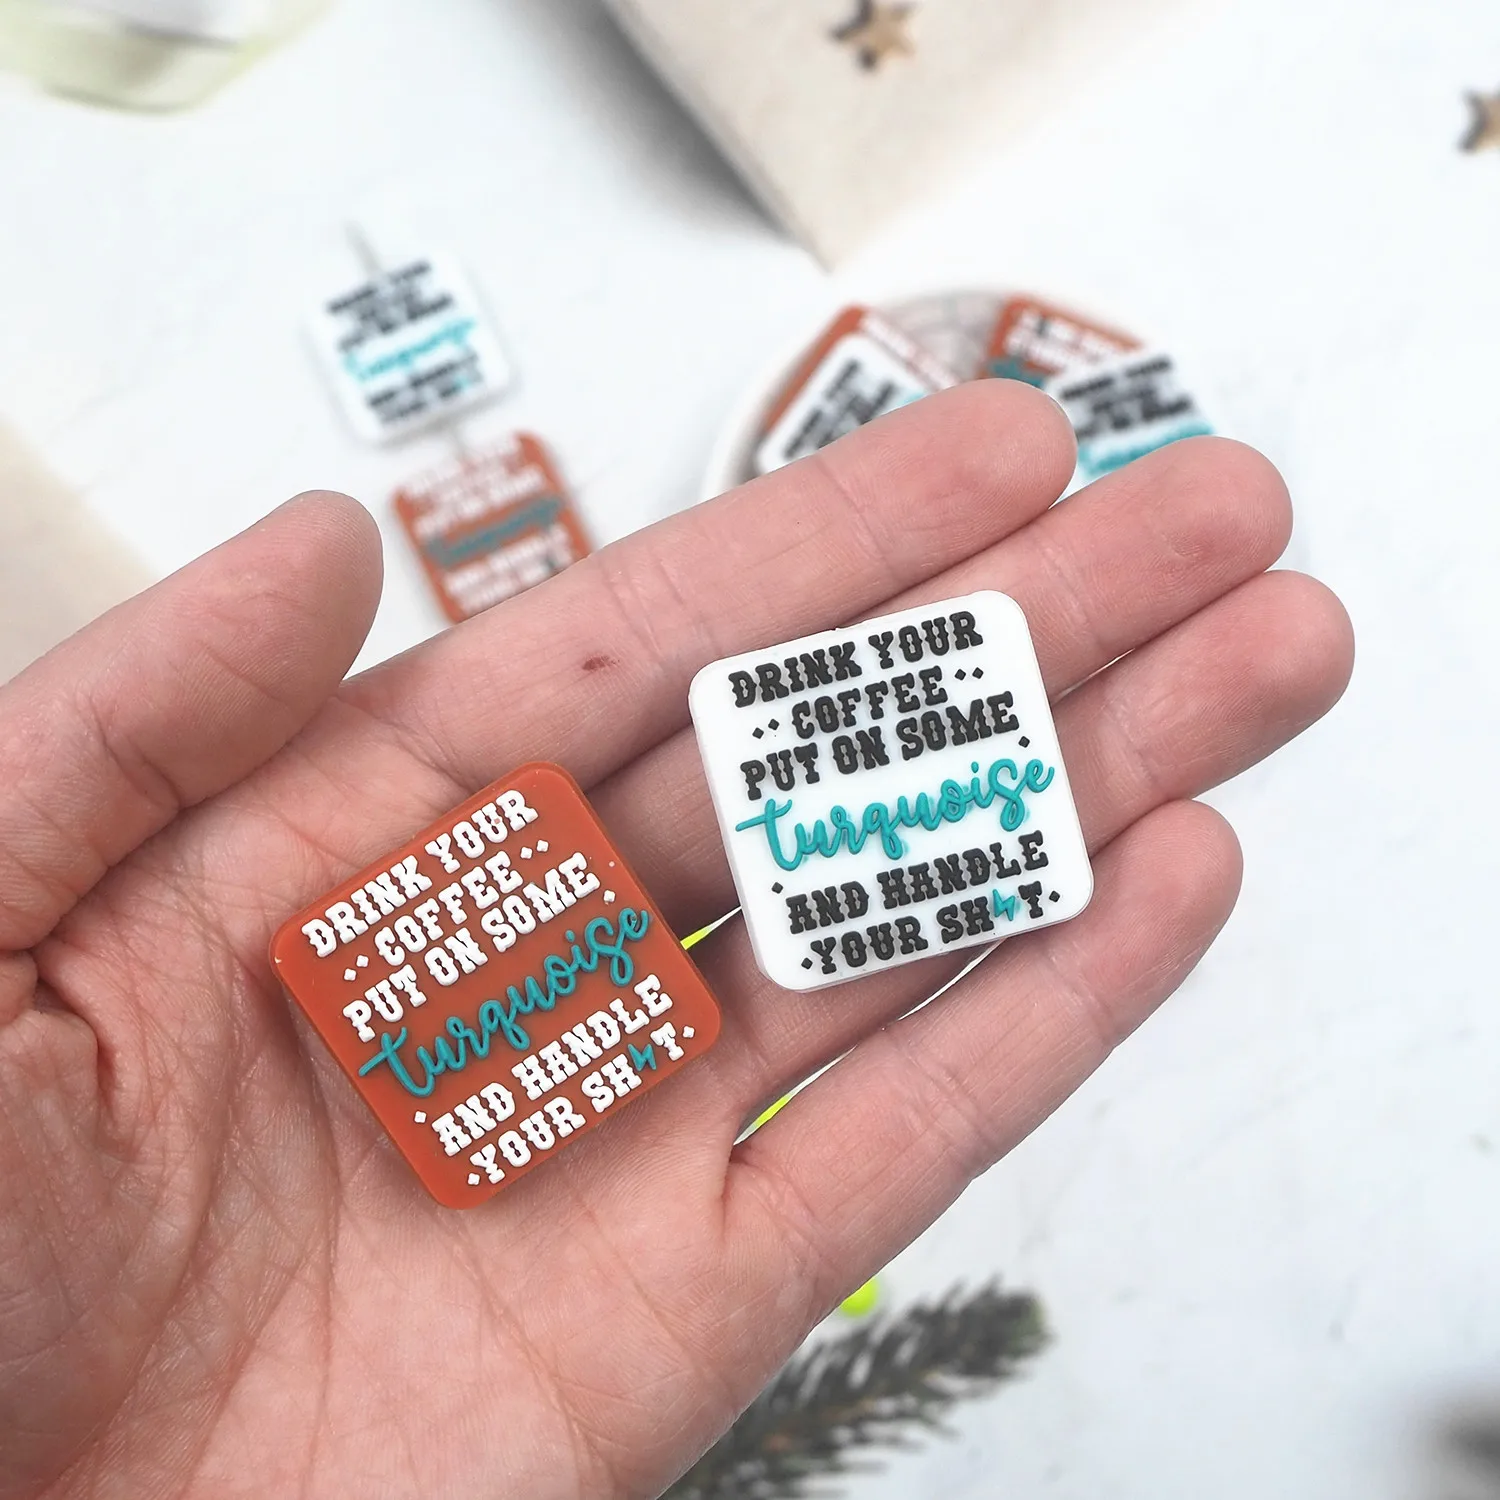 DRINK YOUR
COFFEE
PUT ON SOME
turquoise
AND HANDLE
YOUR SH⚡T
DRINK YOUR
COFFEE
PUT ON SOME
turquoise
AND HANDLE
YOUR SH⚡T